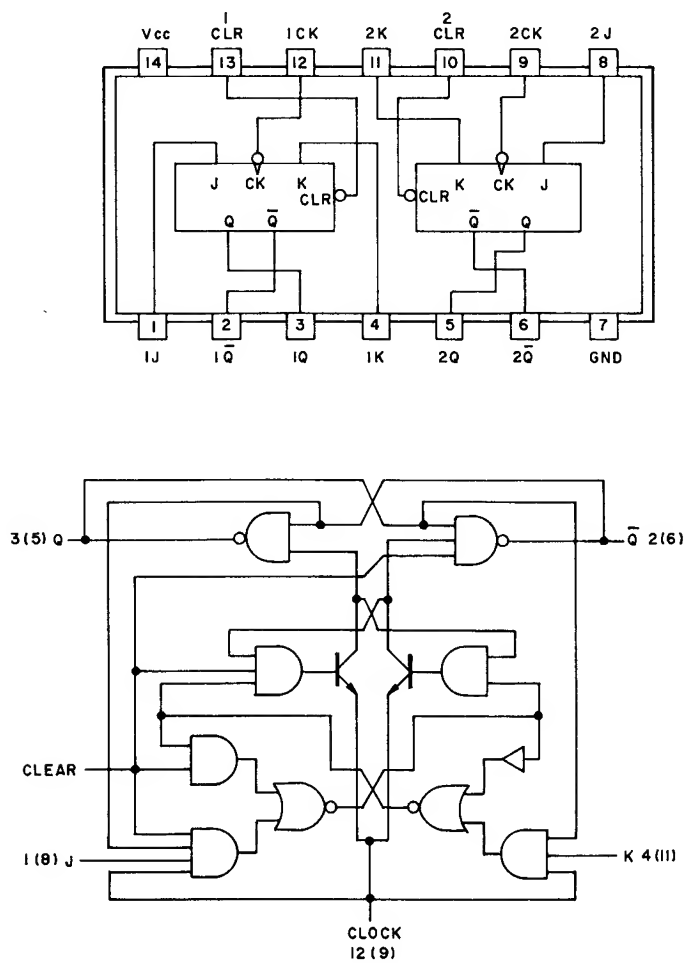 1 2
Vcc CLR 1CK 2K CLR 2CK 2J
14 13 12 11 10 9 8
J CK K CLR CLR K CK J
Q Q̅ Q̅ Q
1 2 3 4 5 6 7
1J 1Q̅ 1Q 1K 2Q 2Q̅ GND
3(5) Q Q̅ 2(6)
CLEAR
1(8) J K 4(11)
CLOCK
12(9)